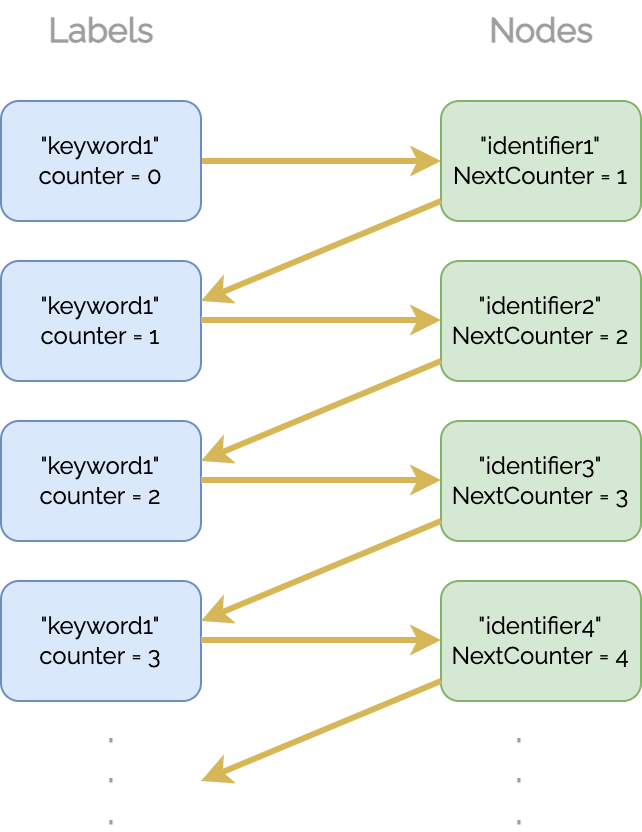 Labels
Nodes
"keyword1"
counter = 0
"identifier1"
NextCounter = 1
"keyword1"
counter = 1
"identifier2"
NextCounter = 2
"keyword1"
counter = 2
"identifier3"
NextCounter = 3
"keyword1"
counter = 3
"identifier4"
NextCounter = 4